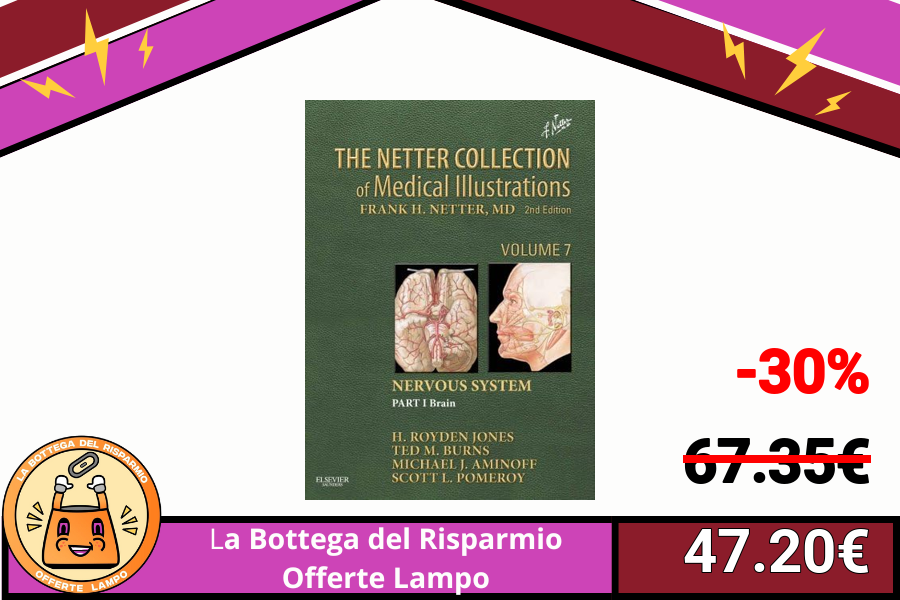 F. Netter
THE NETTER COLLECTION
of Medical Illustrations
FRANK H. NETTER, MD 2nd Edition
VOLUME 7
NERVOUS SYSTEM
PART I Brain
H. ROYDEN JONES
TED M. BURNS
MICHAEL J. AMINOFF
SCOTT L. POMEROY
ELSEVIER
SAUNDERS
-30%
67.35€
47.20€
LA BOTTEGA DEL RISPARMIO
OFFERTE LAMPO
La Bottega del Risparmio
Offerte Lampo